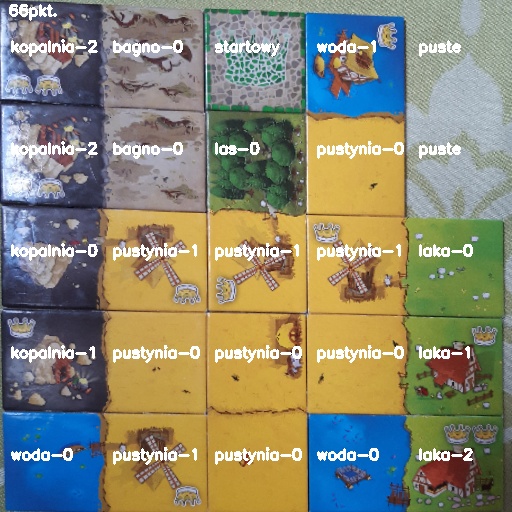 66pkt.
kopalnia-2 bagno-0 startowy woda-1 puste
kopalnia-2 bagno-0 las-0 pustynia-0 puste
kopalnia-0 pustynia-1 pustynia-1 pustynia-1 laka-0
kopalnia-1 pustynia-0 pustynia-0 pustynia-0 laka-1
woda-0 pustynia-1 pustynia-0 woda-0 laka-2